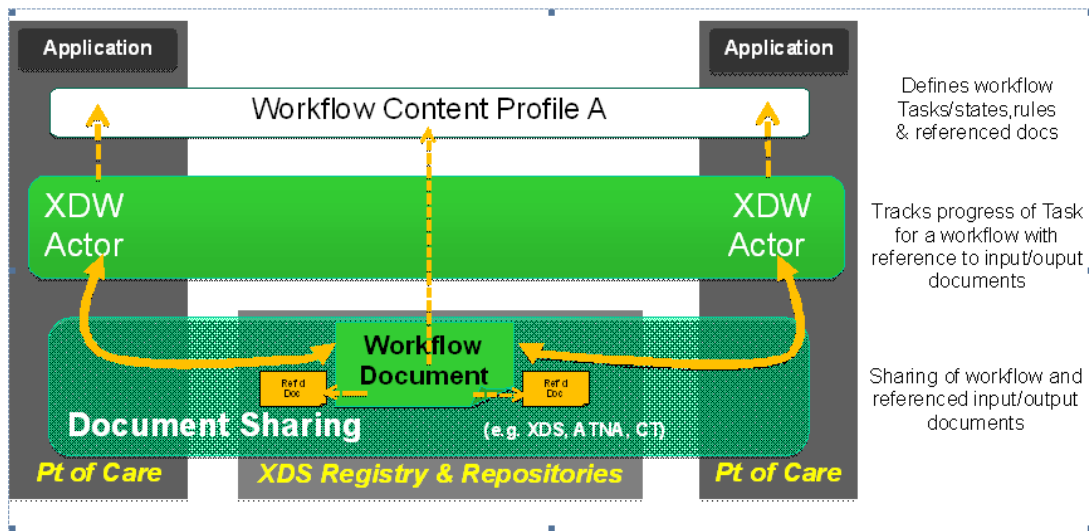 Application
Application
Workflow Content Profile A
Defines workflow
Tasks/states,rules
& referenced docs
XDW
Actor
XDW
Actor
Tracks progress of Task
for a workflow with
reference to input/ouput
documents
Workflow
Document
Ref'd
Doc
Ref'd
Doc
Document Sharing
(e.g. XDS, ATNA, CT)
Sharing of workflow and
referenced input/output
documents
Pt of Care
XDS Registry & Repositories
Pt of Care